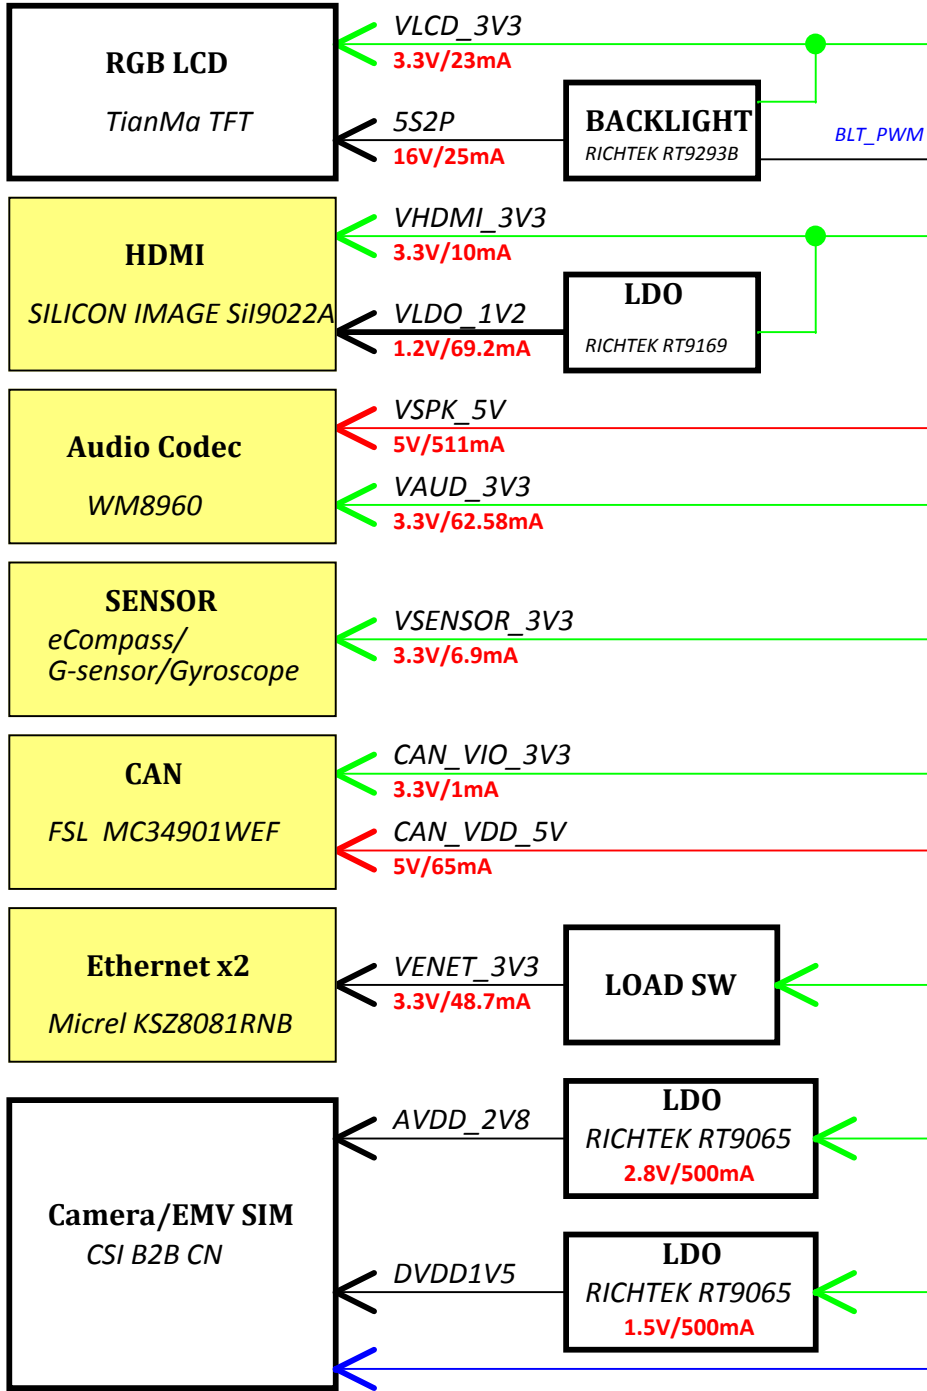 VLCD_3V3
RGB LCD
3.3V/23mA
TianMa TFT
5S2P
16V/25mA
BACKLIGHT
RICHTEK RT9293B
BLT_PWM
VHDMI_3V3
HDMI
3.3V/10mA
SILICON IMAGE SiI9022A
VLDO_1V2
1.2V/69.2mA
LDO
RICHTEK RT9169
VSPK_5V
Audio Codec
5V/511mA
WM8960
VAUD_3V3
3.3V/62.58mA
SENSOR
eCompass/
G-sensor/Gyroscope
VSENSOR_3V3
3.3V/6.9mA
CAN
CAN_VIO_3V3
3.3V/1mA
FSL  MC34901WEF
CAN_VDD_5V
5V/65mA
Ethernet x2
VENET_3V3
LOAD SW
3.3V/48.7mA
Micrel KSZ8081RNB
AVDD_2V8
LDO
RICHTEK RT9065
2.8V/500mA
Camera/EMV SIM
CSI B2B CN
DVDD1V5
LDO
RICHTEK RT9065
1.5V/500mA